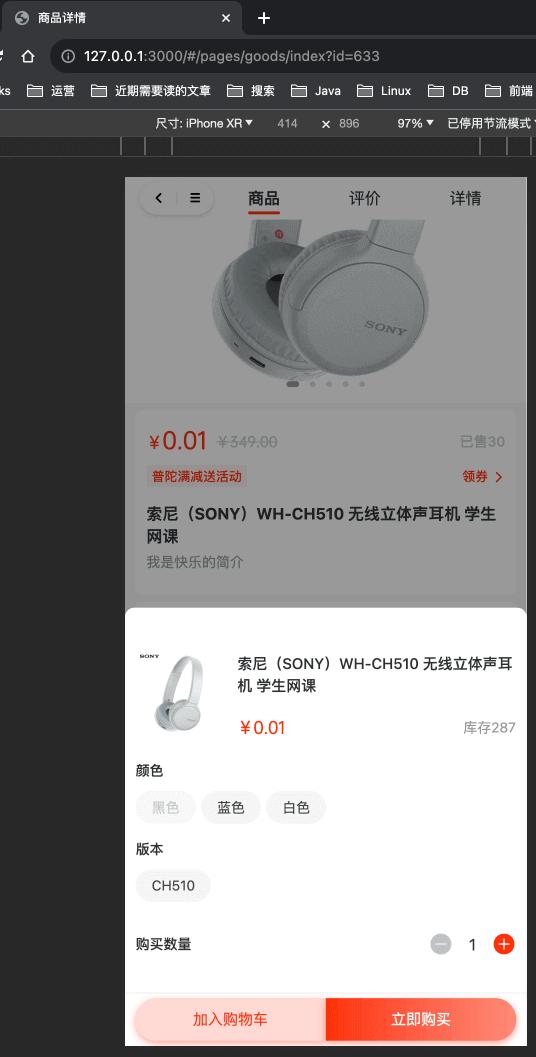 商品详情
127.0.0.1:3000/#/pages/goods/index?id=633
ks 运营 近期需要读的文章 搜索 Java Linux DB 前端
尺寸: iPhone XR 414 × 896 97% 已停用节流模式
商品 评价 详情
SONY
¥0.01 ¥349.00 已售30
普陀满减送活动 领券
索尼（SONY）WH-CH510 无线立体声耳机 学生
网课
我是快乐的简介
SONY
索尼（SONY）WH-CH510 无线立体声耳
机 学生网课
¥0.01 库存287
颜色
黑色 蓝色 白色
版本
CH510
购买数量 1
加入购物车 立即购买